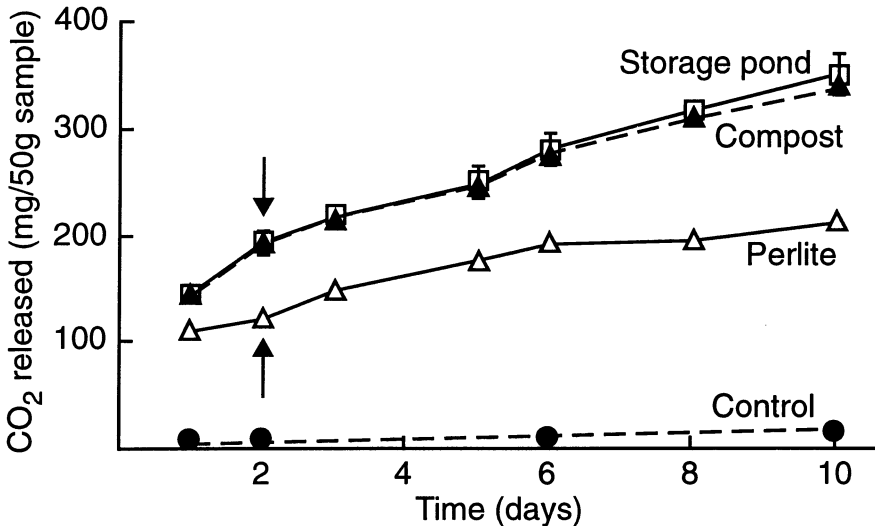 400
300
200
100
CO2 released (mg/50g sample)
Storage pond
Compost
Perlite
Control
2
4
6
8
10
Time (days)